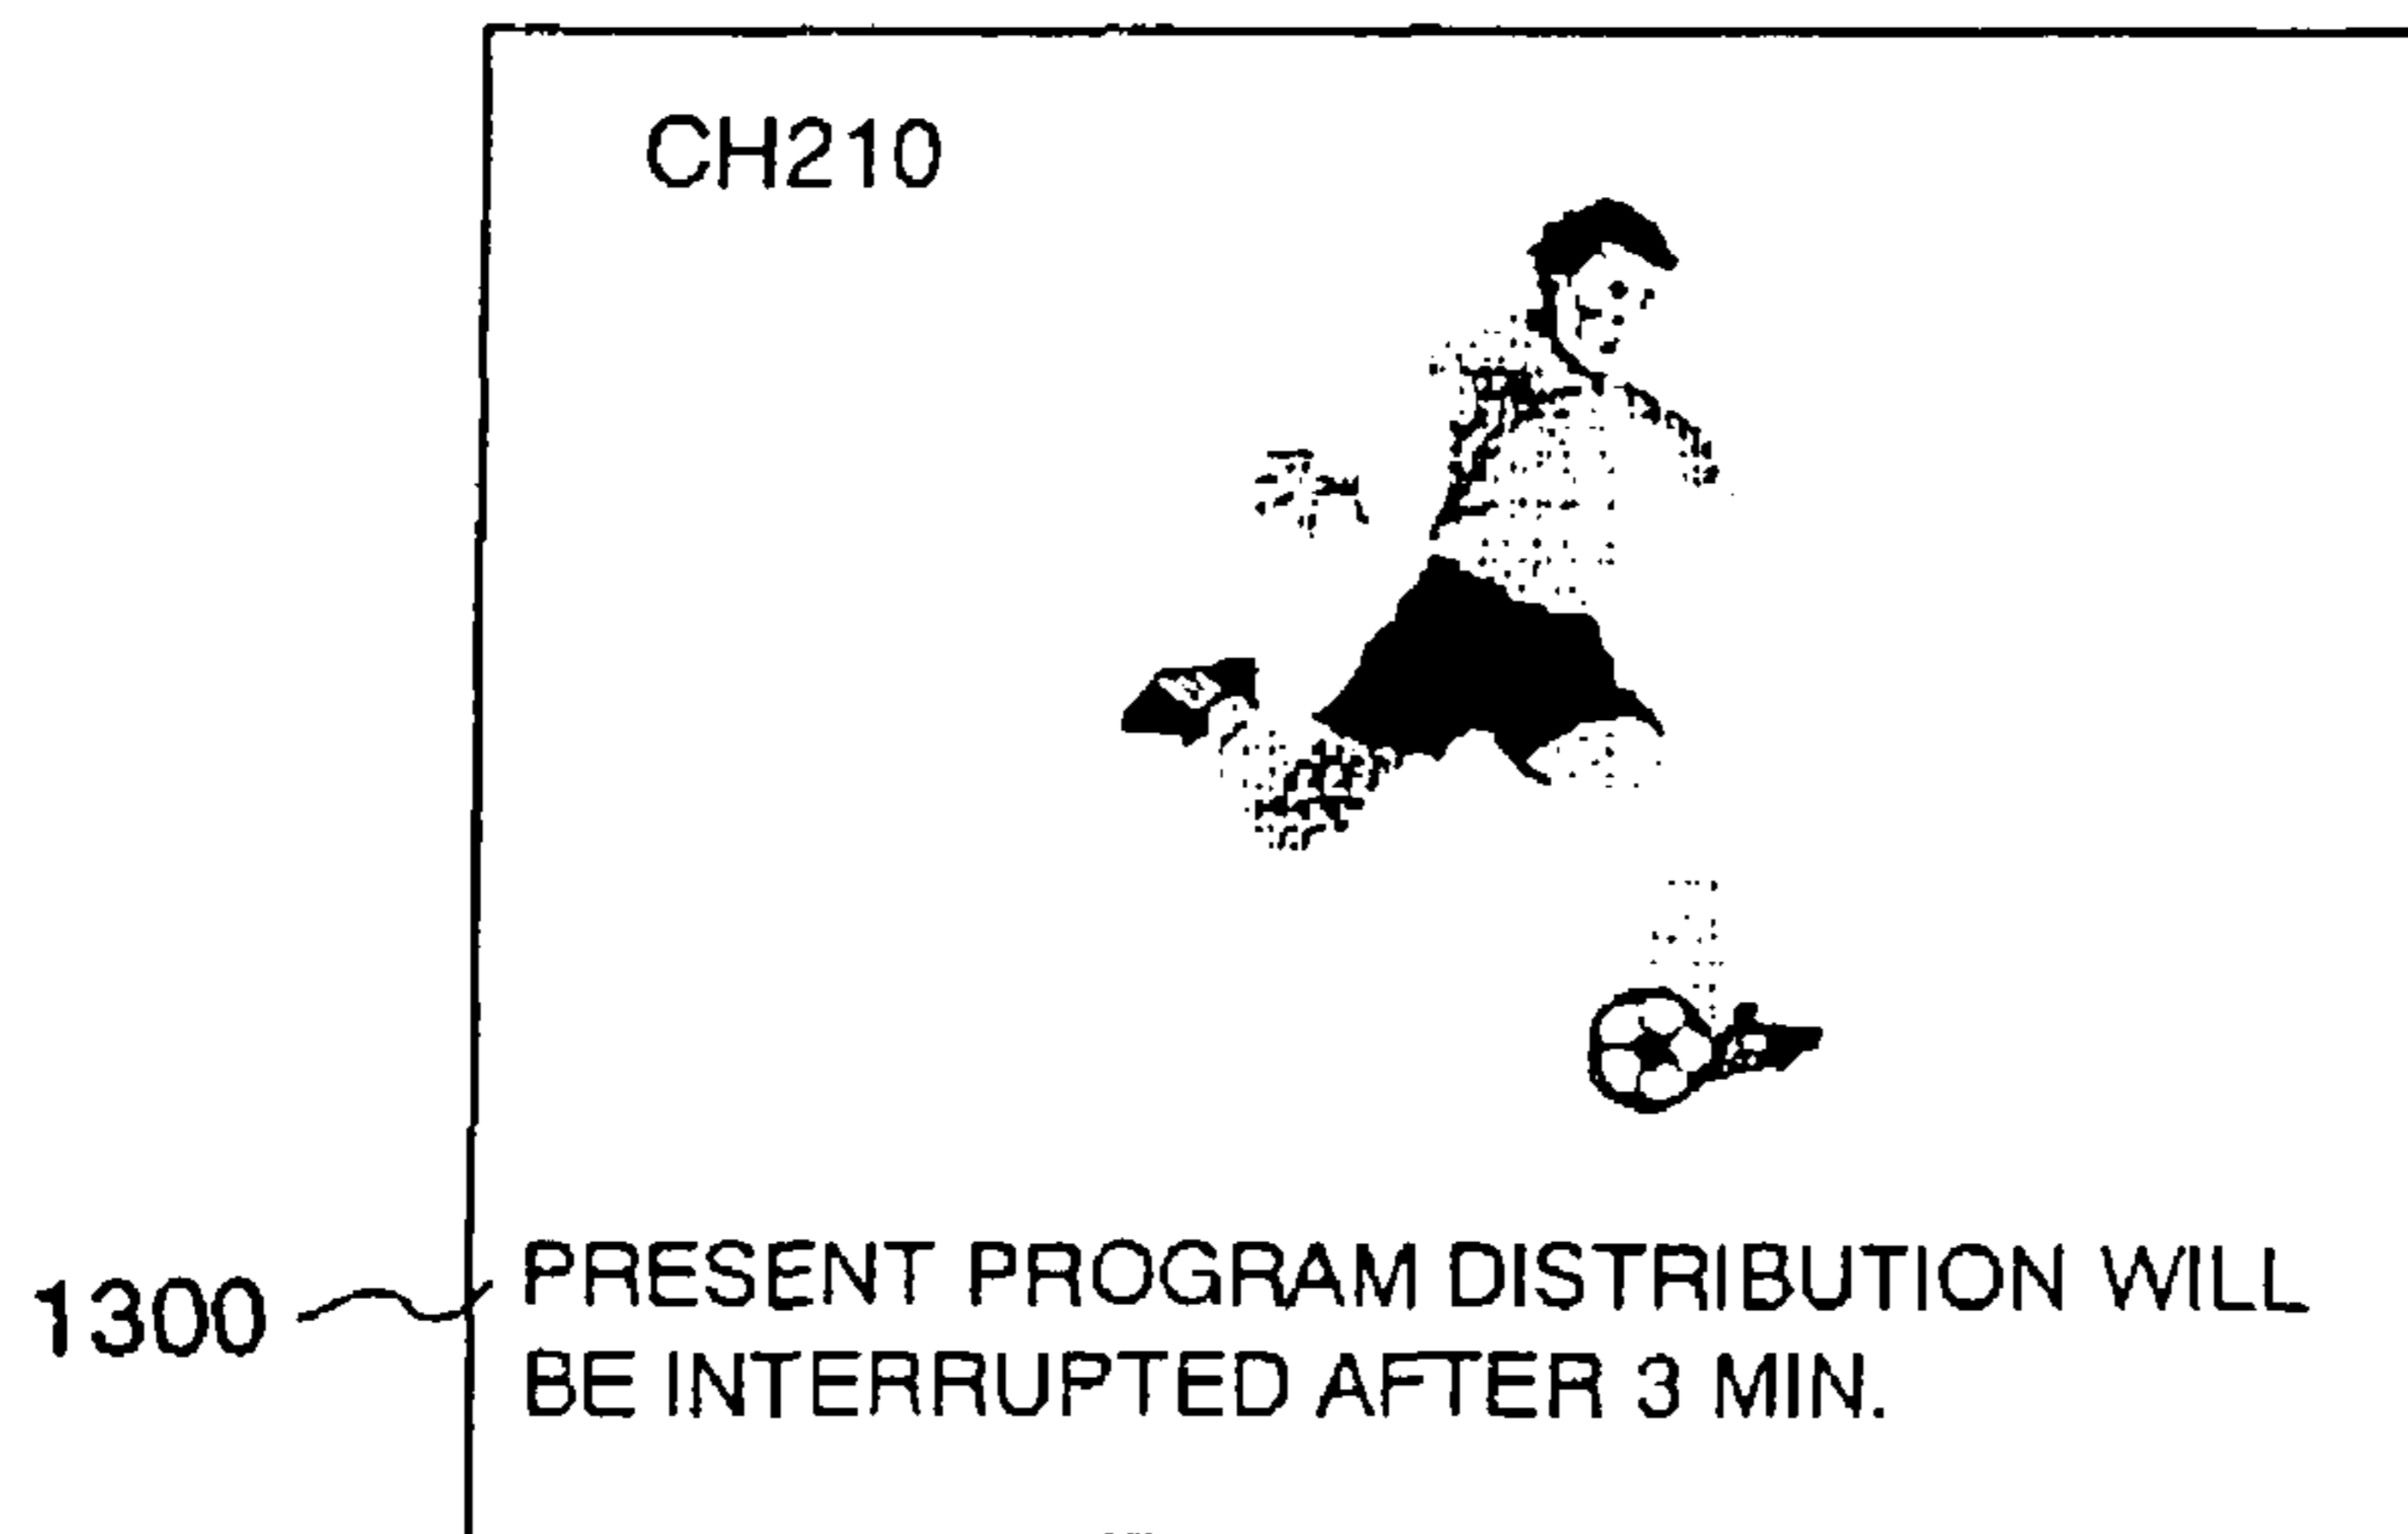 CH210
1300
PRESENT PROGRAM DISTRIBUTION WILL
BE INTERRUPTED AFTER 3 MIN.